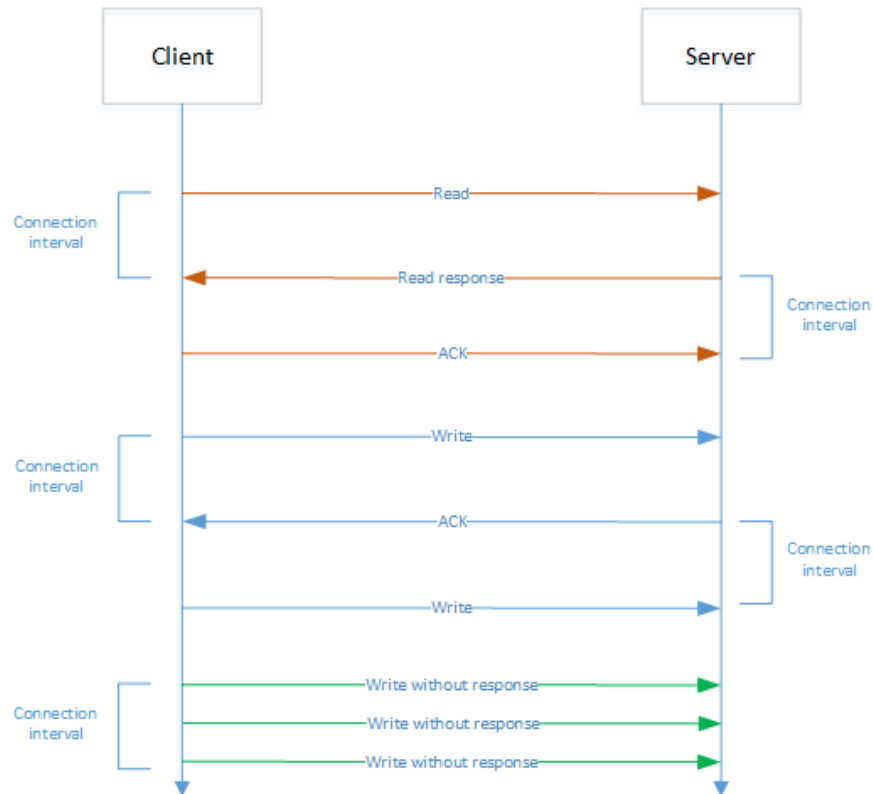 Client
Server
Read
Connection
interval
Read response
Connection
interval
ACK
Write
Connection
interval
ACK
Connection
interval
Write
Write without response
Connection
interval
Write without response
Write without response